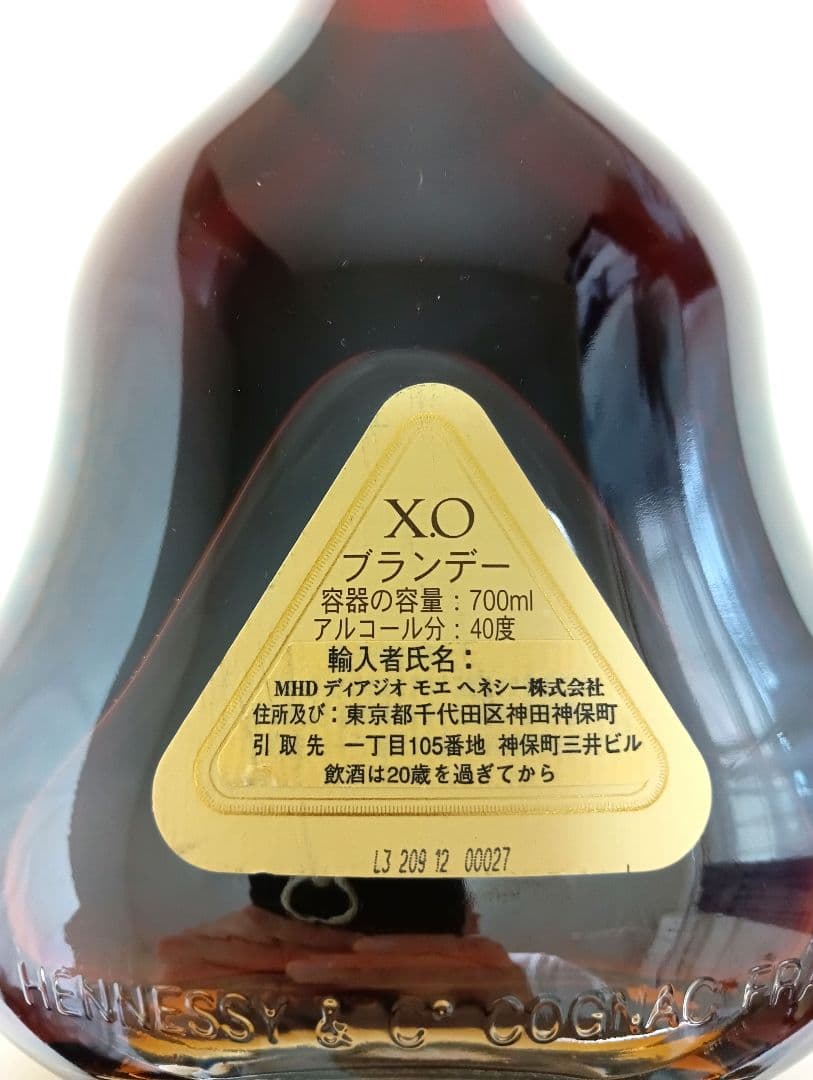 X.O
ブランデー
容器の容量：700ml
アルコール分：40度
輸入者氏名：
MHD ディアジオ モエ ヘネシー株式会社
住所及び：東京都千代田区神田神保町
引取先 一丁目105番地 神保町三井ビル
飲酒は20歳を過ぎてから
L3 209 12 00027
HENNESSY & Cº COGNAC FRA